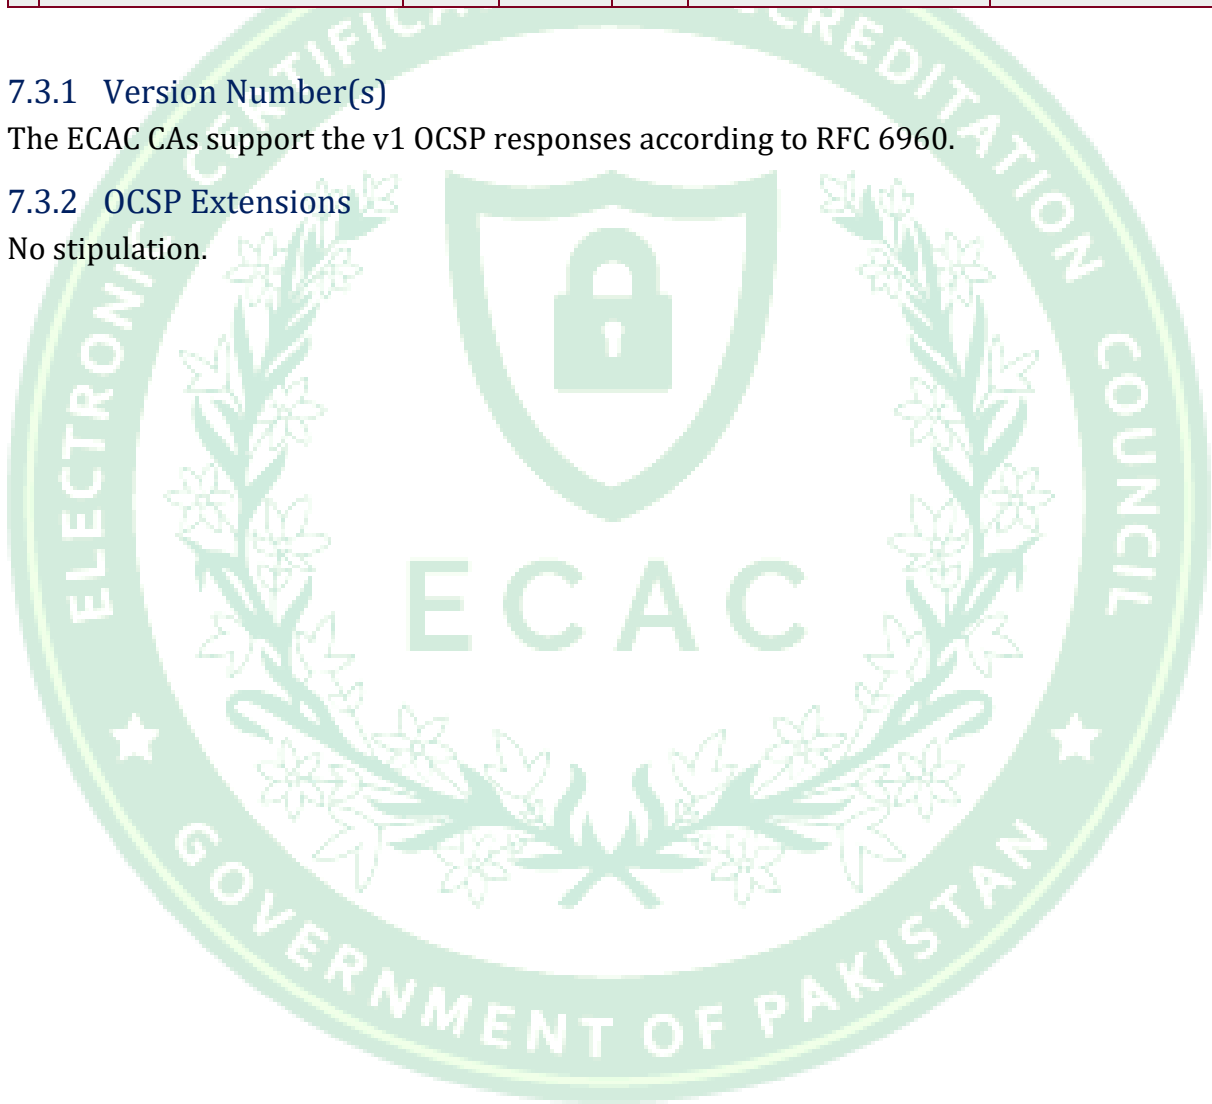 7.3.1 Version Number(s)
The ECAC CAs support the v1 OCSP responses according to RFC 6960.
7.3.2 OCSP Extensions
No stipulation.
ELECTRONIC CERTIFICATION ACCREDITATION COUNCIL
ECAC
GOVERNMENT OF PAKISTAN